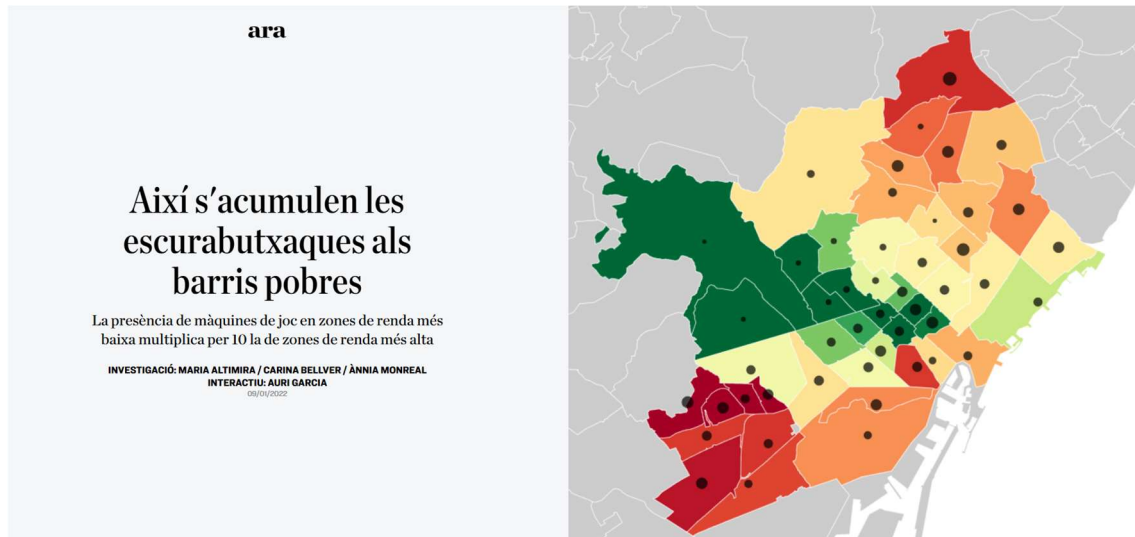 ara
Així s'acumulen les
escurabutxaques als
barris pobres
La presència de màquines de joc en zones de renda més
baixa multiplica per 10 la de zones de renda més alta
INVESTIGACIÓ: MARIA ALTIMIRA / CARINA BELLVER / ÀNNIA MONREAL
INTERACTIU: AURI GARCIA
09/01/2022